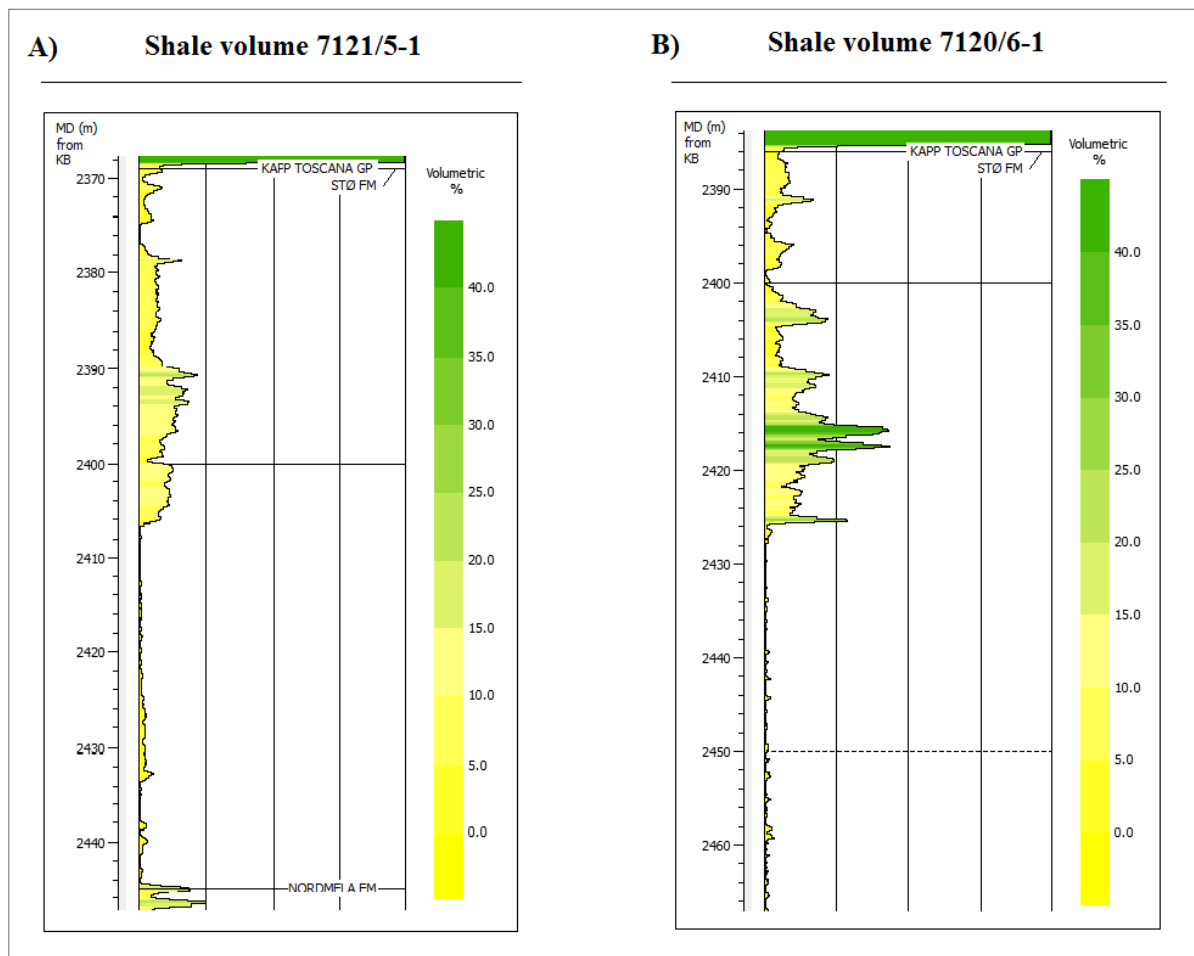 A)
Shale volume 7121/5-1
MD (m)
from
KB
KAPP TOSCANA GP
STØ FM
2370
2380
2390
2400
2410
2420
2430
2440
NORDMELA FM
Volumetric
%
40.0
35.0
30.0
25.0
20.0
15.0
10.0
5.0
0.0
B)
Shale volume 7120/6-1
MD (m)
from
KB
KAPP TOSCANA GP
STØ FM
2390
2400
2410
2420
2430
2440
2450
2460
Volumetric
%
40.0
35.0
30.0
25.0
20.0
15.0
10.0
5.0
0.0